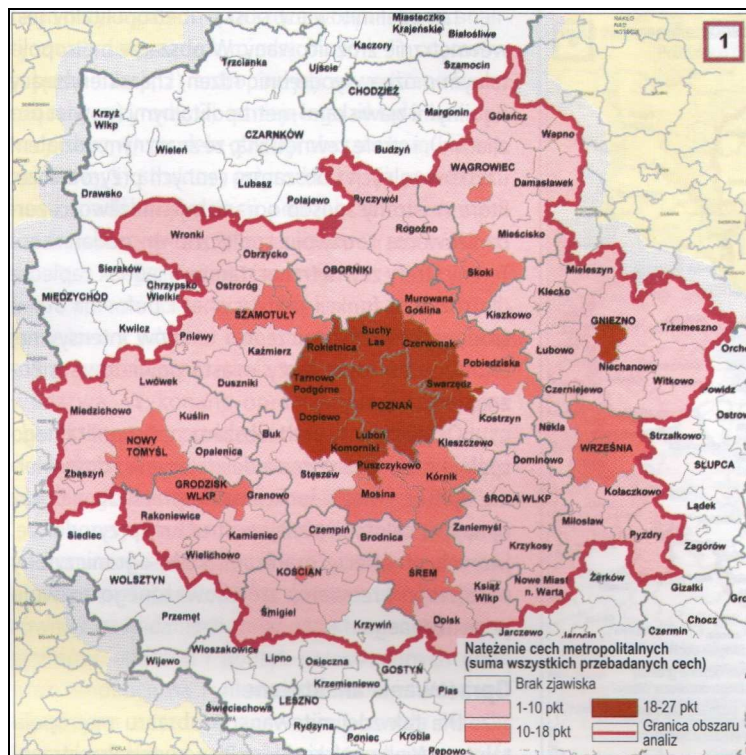 1
Miasteczko
Krajeńskie
Białośliwe
Kaczory
Szamocin
Trzcianka
Ujście
CHODZIEŻ
Margonin
Gołańcz
Wapno
Krzyż
Wlkp
CZARNKÓW
Wieleń
Budzyń
WĄGROWIEC
Damasławek
Drawsko
Lubasz
Połajewo
Ryczywół
Rogoźno
Mieścisko
Wronki
Obrzycko
Sieraków
Ostroróg
OBORNIKI
Skoki
Mieleszyn
MIĘDZYCHÓD
Chrzypsko
Wielkie
SZAMOTUŁY
Murowana
Goślina
Kłecko
Kiszkowo
GNIEZNO
Trzemeszno
Kwilcz
Pniewy
Kaźmierz
Rokietnica
Suchy
Las
Czerwonak
Pobiedziska
Łubowo
Niechanowo
Lwówek
Duszniki
Tarnowo
Podgórne
Swarzędz
Czerniejewo
Witkowo
Powidz
Miedzichowo
Kuślin
Dopiewo
POZNAŃ
Kostrzyn
Nekla
Strzałkowo
NOWY
TOMYŚL
Opalenica
Buk
Luboń
Komorniki
Kleszczewo
WRZEŚNIA
Zbąszyń
Stęszew
Puszczykowo
Kórnik
Dominowo
SŁUPCA
GRODZISK
WLKP
Granowo
Mosina
ŚRODA WLKP
Kołaczkowo
Lądek
Rakoniewice
Siedlec
Kamieniec
Czempiń
Brodnica
Zaniemyśl
Miłosław
Pyzdry
Zagórów
Wielichowo
Krzykosy
WOLSZTYN
KOŚCIAN
ŚREM
Książ
Wlkp
Nowe Miasto
n. Wartą
Żerków
Gizałki
Przemęt
Śmigiel
Krzywiń
Dolsk
Jarocin
Chocz
Czermin
Wijewo
Włoszakowice
Lipno
Osieczna
GOSTYŃ
Krzemieniewo
LESZNO
Święciechowa
Rydzyna
Poniec
Krobia
Pępowo
Natężenie cech metropolitalnych
(suma wszystkich przebadanych cech)
Brak zjawiska
1-10 pkt
10-18 pkt
18-27 pkt
Granica obszaru
analiz